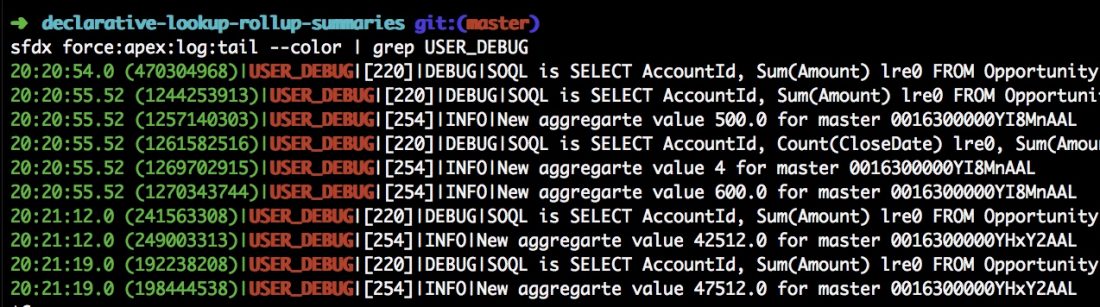 ➜ declarative-lookup-rollup-summaries git:(master)
sfdx force:apex:log:tail --color | grep USER_DEBUG
20:20:54.0 (470304968)|USER_DEBUG|[220]|DEBUG|SOQL is SELECT AccountId, Sum(Amount) lre0 FROM Opportunity
20:20:55.52 (1244253913)|USER_DEBUG|[220]|DEBUG|SOQL is SELECT AccountId, Sum(Amount) lre0 FROM Opportuni
20:20:55.52 (1257140303)|USER_DEBUG|[254]|INFO|New aggregarte value 500.0 for master 0016300000YI8MnAAL
20:20:55.52 (1261582516)|USER_DEBUG|[220]|DEBUG|SOQL is SELECT AccountId, Count(CloseDate) lre0, Sum(Amou
20:20:55.52 (1269702915)|USER_DEBUG|[254]|INFO|New aggregarte value 4 for master 0016300000YI8MnAAL
20:20:55.52 (1270343744)|USER_DEBUG|[254]|INFO|New aggregarte value 600.0 for master 0016300000YI8MnAAL
20:21:12.0 (241563308)|USER_DEBUG|[220]|DEBUG|SOQL is SELECT AccountId, Sum(Amount) lre0 FROM Opportunity
20:21:12.0 (249003313)|USER_DEBUG|[254]|INFO|New aggregarte value 42512.0 for master 0016300000YHxY2AAL
20:21:19.0 (192238208)|USER_DEBUG|[220]|DEBUG|SOQL is SELECT AccountId, Sum(Amount) lre0 FROM Opportunity
20:21:19.0 (198444538)|USER_DEBUG|[254]|INFO|New aggregarte value 47512.0 for master 0016300000YHxY2AAL